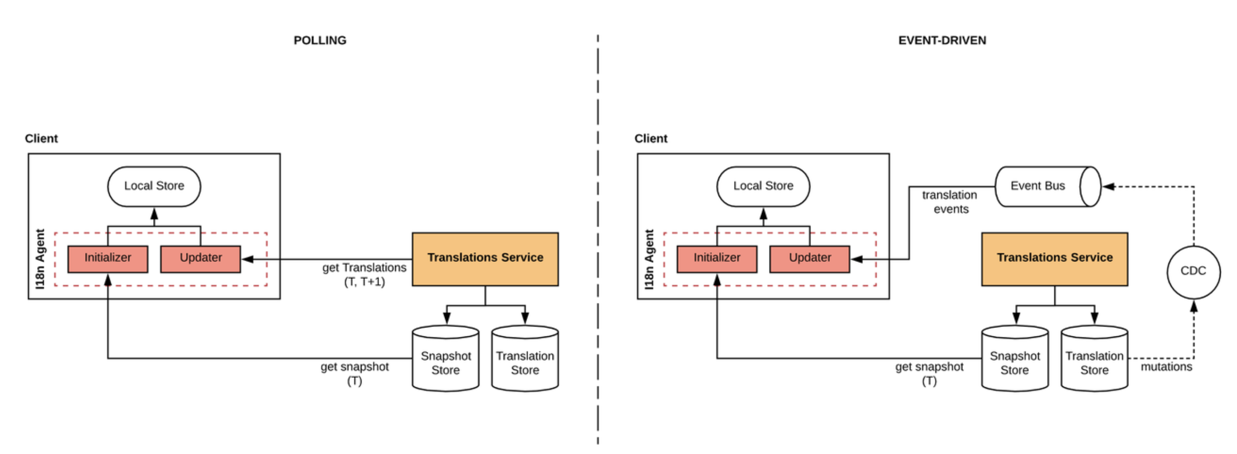 POLLING
Client
Local Store
I18n Agent
Initializer
Updater
get Translations
(T, T+1)
Translations Service
get snapshot
(T)
Snapshot
Store
Translation
Store
EVENT-DRIVEN
Client
Local Store
I18n Agent
Initializer
Updater
translation
events
Event Bus
Translations Service
CDC
get snapshot
(T)
Snapshot
Store
Translation
Store
mutations